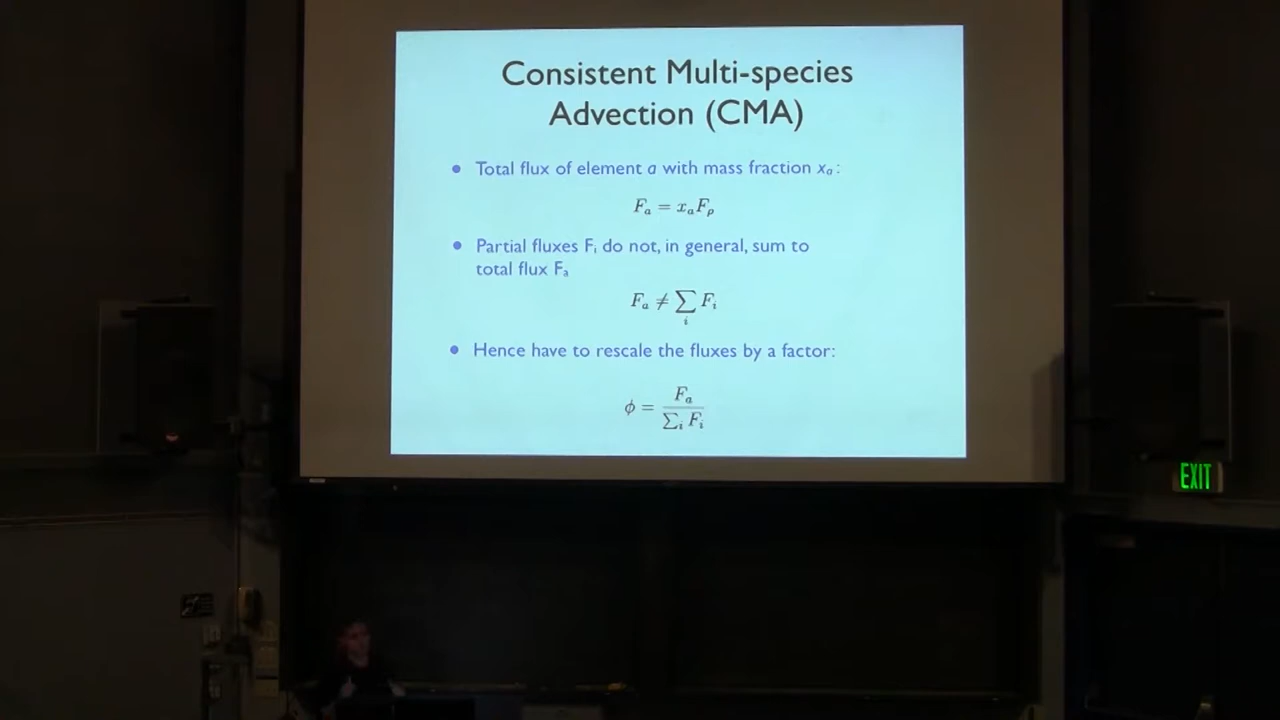 Consistent Multi-species
Advection (CMA)
• Total flux of element a with mass fraction xₐ:
Fₐ = xₐFᵨ
• Partial fluxes Fᵢ do not, in general, sum to
total flux Fₐ
Fₐ ≠ ∑ᵢ Fᵢ
• Hence have to rescale the fluxes by a factor:
ϕ = Fₐ / ∑ᵢ Fᵢ
EXIT